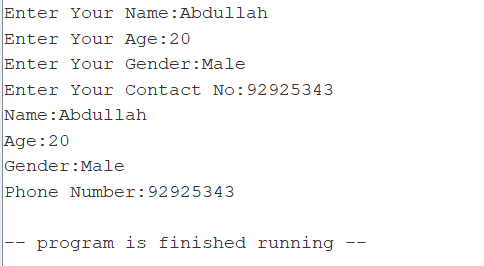 Enter Your Name:Abdullah
Enter Your Age:20
Enter Your Gender:Male
Enter Your Contact No:92925343
Name:Abdullah
Age:20
Gender:Male
Phone Number:92925343
-- program is finished running --